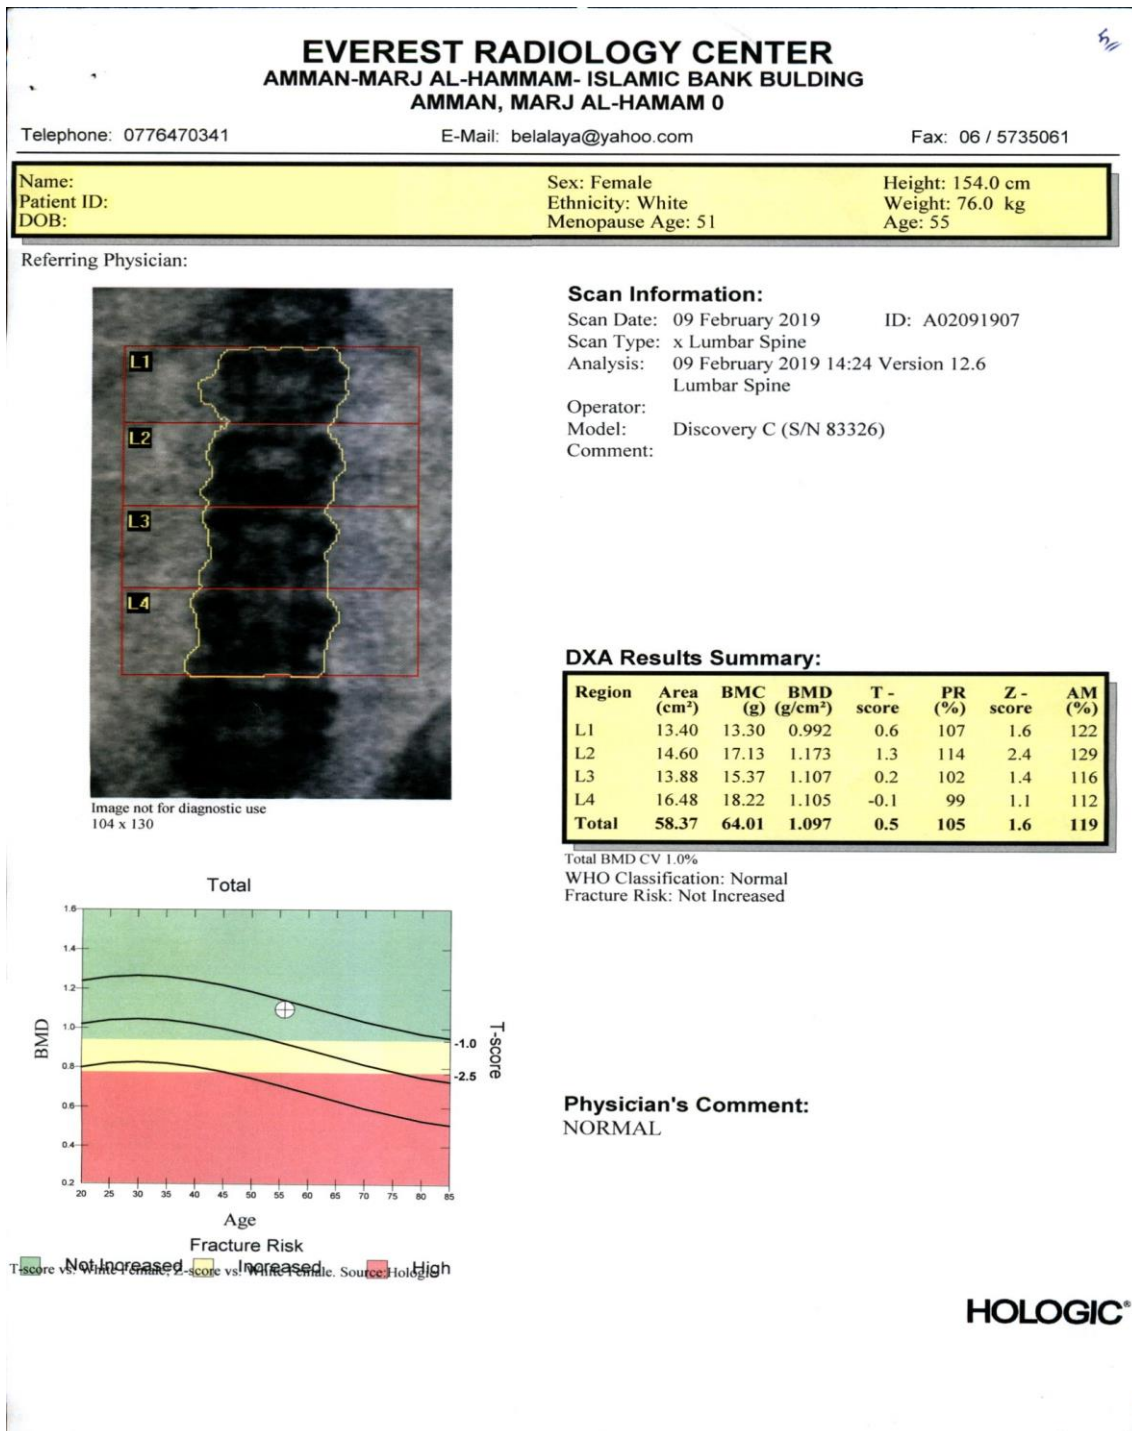 EVEREST RADIOLOGY CENTER
AMMAN-MARJ AL-HAMMAM- ISLAMIC BANK BULDING
AMMAN, MARJ AL-HAMAM 0
Telephone: 0776470341 E-Mail: belalaya@yahoo.com Fax: 06 / 5735061
Name: Sex: Female Height: 154.0 cm
Patient ID: Ethnicity: White Weight: 76.0 kg
DOB: Menopause Age: 51 Age: 55
Referring Physician:
L1
L2
L3
L4
Image not for diagnostic use
104 x 130
Scan Information:
Scan Date: 09 February 2019 ID: A02091907
Scan Type: x Lumbar Spine
Analysis: 09 February 2019 14:24 Version 12.6
Lumbar Spine
Operator:
Model: Discovery C (S/N 83326)
Comment:
DXA Results Summary:
Region Area BMC BMD T - PR Z - AM
(cm²) (g) (g/cm²) score (%) score (%)
L1 13.40 13.30 0.992 0.6 107 1.6 122
L2 14.60 17.13 1.173 1.3 114 2.4 129
L3 13.88 15.37 1.107 0.2 102 1.4 116
L4 16.48 18.22 1.105 -0.1 99 1.1 112
Total 58.37 64.01 1.097 0.5 105 1.6 119
Total BMD CV 1.0%
WHO Classification: Normal
Fracture Risk: Not Increased
Total
1.6
1.4
1.2
1.0
0.8
0.6
0.4
0.2
BMD
-1.0
-2.5
T-score
20 25 30 35 40 45 50 55 60 65 70 75 80 85
Age
Fracture Risk
Not Increased Increased High
T-score vs. White Female; Z-score vs. White Female. Source:Hologic
Physician's Comment:
NORMAL
HOLOGIC®